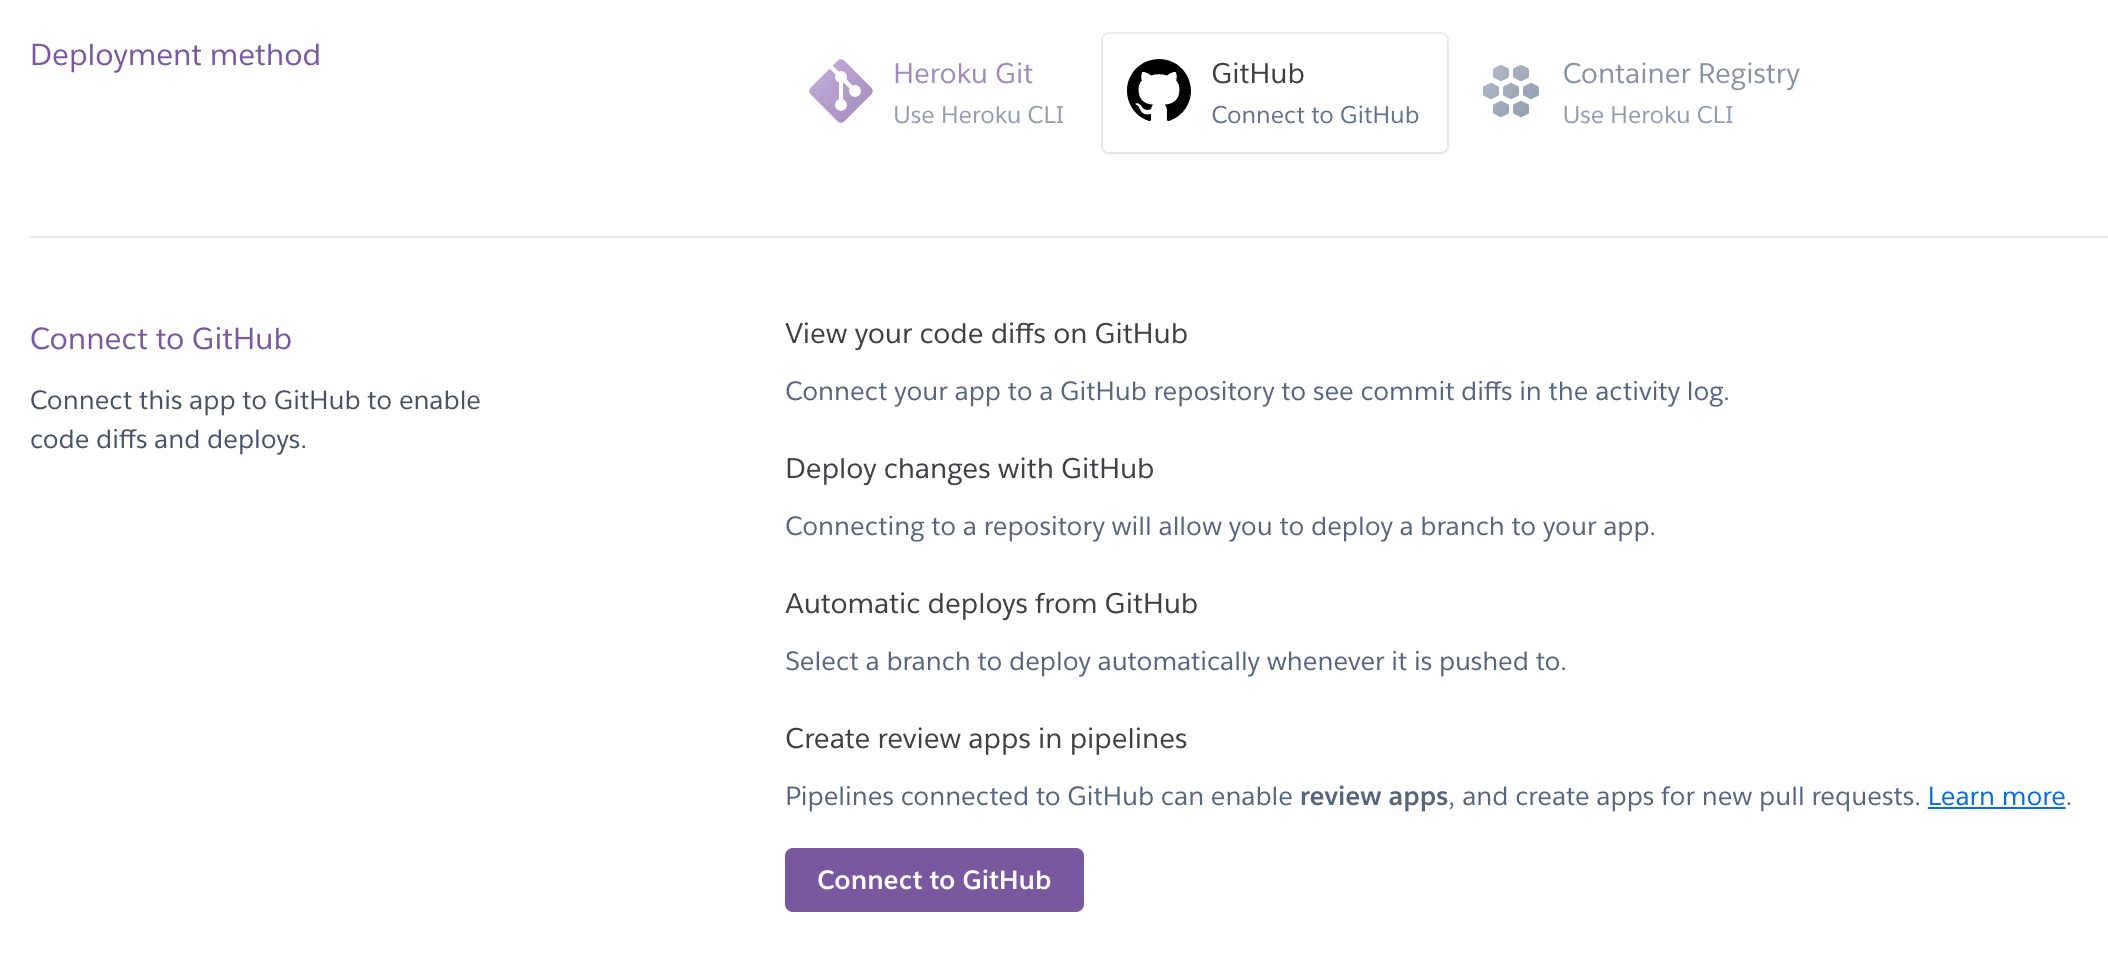 Deployment method
Heroku Git
Use Heroku CLI
GitHub
Connect to GitHub
Container Registry
Use Heroku CLI
Connect to GitHub
Connect this app to GitHub to enable
code diffs and deploys.
View your code diffs on GitHub
Connect your app to a GitHub repository to see commit diffs in the activity log.
Deploy changes with GitHub
Connecting to a repository will allow you to deploy a branch to your app.
Automatic deploys from GitHub
Select a branch to deploy automatically whenever it is pushed to.
Create review apps in pipelines
Pipelines connected to GitHub can enable review apps, and create apps for new pull requests. Learn more.
Connect to GitHub